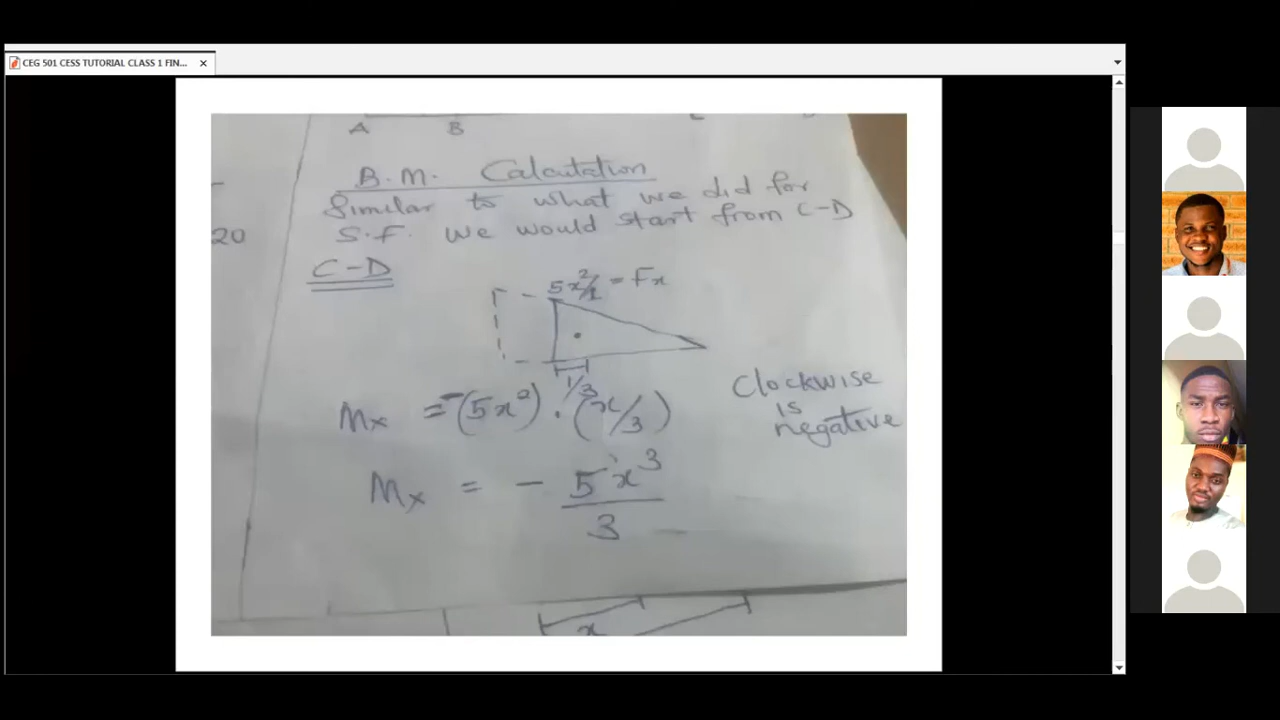 CEG 501 CESS TUTORIAL CLASS 1 FIN...
A B
B.M. Calculation
Similar to what we did for
S.F. we would start from C-D
20
C-D
5x²/2 = Fx
1/3
Mx = -(5x²) . (x/3)
Clockwise
is
negative
Mx = - 5x³
3
x